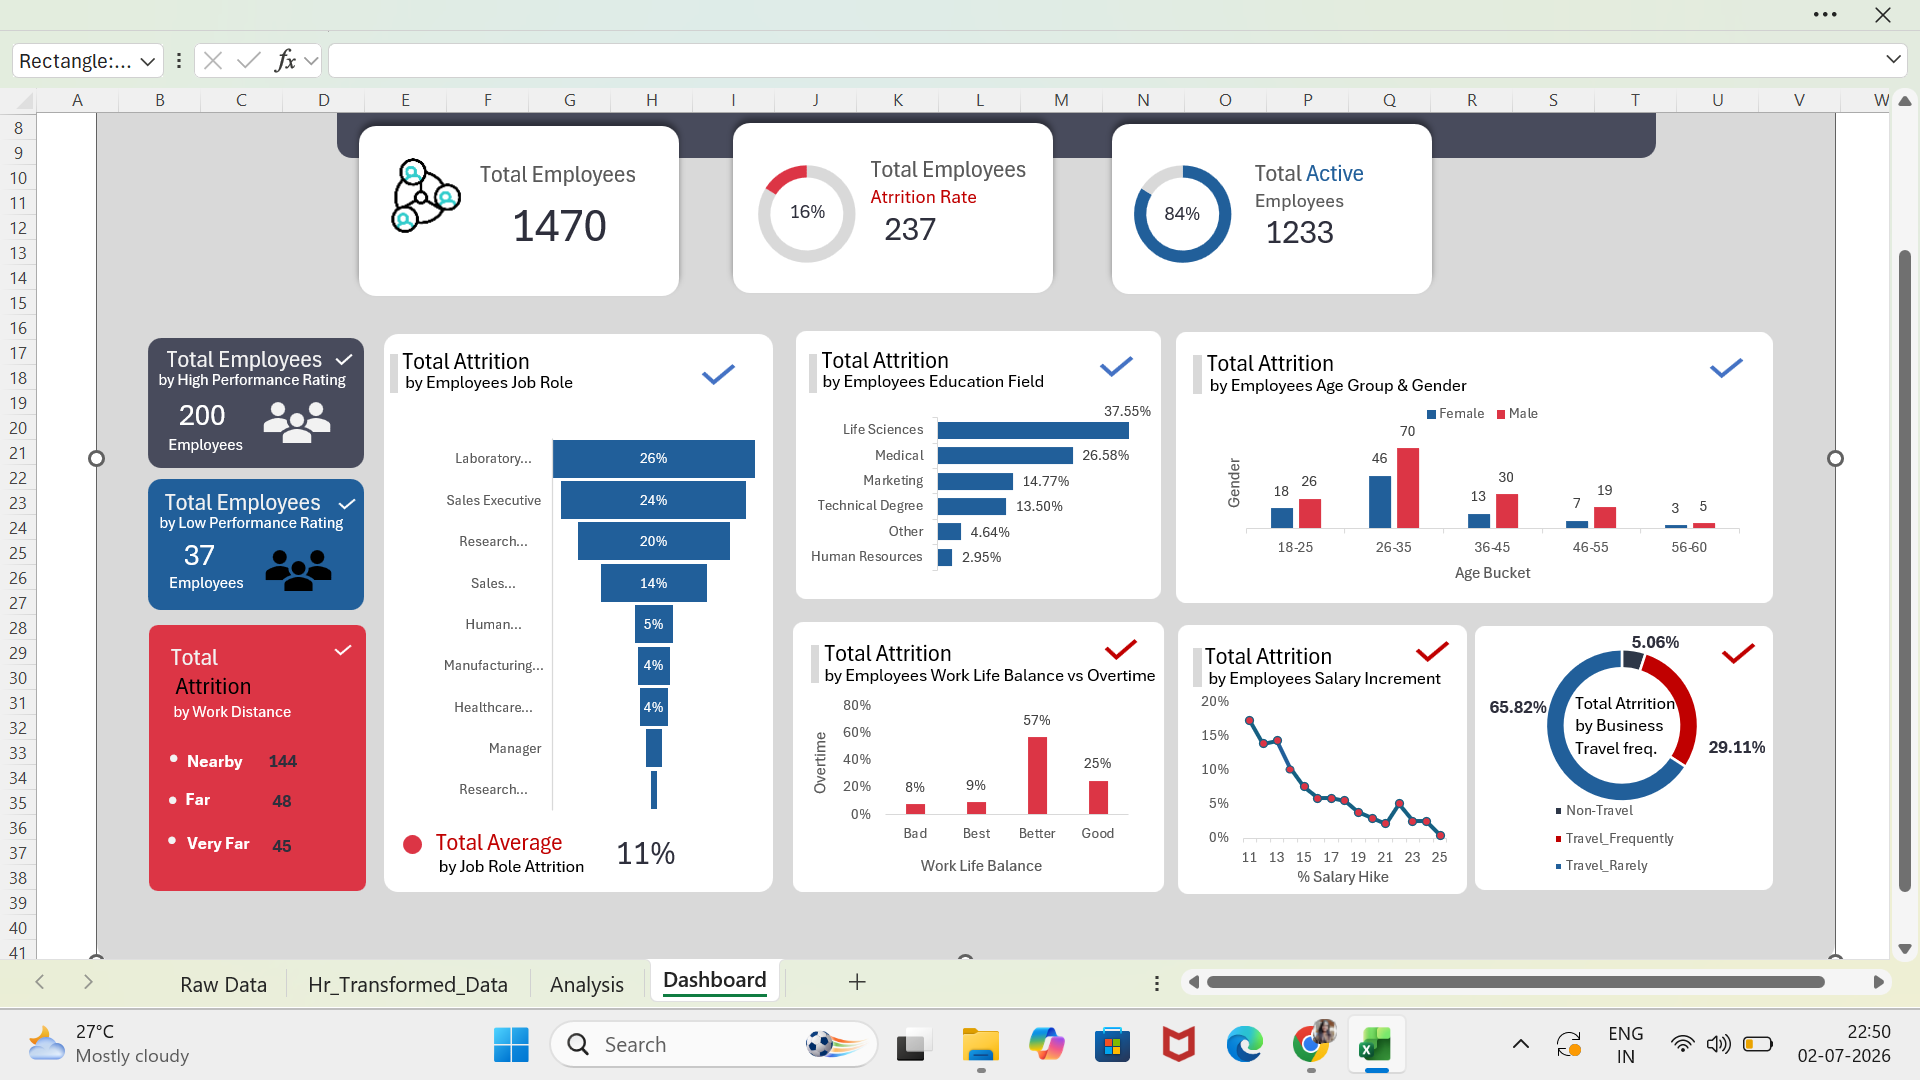 Rectangle:...
fx
A B C D E F G H I J K L M N O P Q R S T U V W
8
9
10
11
12
13
14
15
16
17
18
19
20
21
22
23
24
25
26
27
28
29
30
31
32
33
34
35
36
37
38
39
40
41
Total Employees
1470
16%
Total Employees
Atrrition Rate
237
84%
Total Active
Employees
1233
Total Employees
by High Performance Rating
200
Employees
Total Employees
by Low Performance Rating
37
Employees
Total
Attrition
by Work Distance
Nearby 144
Far 48
Very Far 45
Total Attrition
by Employees Job Role
Laboratory... 26%
Sales Executive 24%
Research... 20%
Sales... 14%
Human... 5%
Manufacturing... 4%
Healthcare... 4%
Manager
Research...
Total Average
by Job Role Attrition
11%
Total Attrition
by Employees Education Field
Life Sciences 37.55%
Medical 26.58%
Marketing 14.77%
Technical Degree 13.50%
Other 4.64%
Human Resources 2.95%
Total Attrition
by Employees Age Group & Gender
Female Male
Gender
18 26 46 70 13 30 7 19 3 5
18-25 26-35 36-45 46-55 56-60
Age Bucket
Total Attrition
by Employees Work Life Balance vs Overtime
Overtime
80%
60%
40%
20%
0%
8% 9% 57% 25%
Bad Best Better Good
Work Life Balance
Total Attrition
by Employees Salary Increment
20%
15%
10%
5%
0%
11 13 15 17 19 21 23 25
% Salary Hike
5.06%
65.82%
29.11%
Total Atrrition
by Business
Travel freq.
Non-Travel
Travel_Frequently
Travel_Rarely
Raw Data Hr_Transformed_Data Analysis Dashboard
27°C
Mostly cloudy
Search
ENG
IN
22:50
02-07-2026